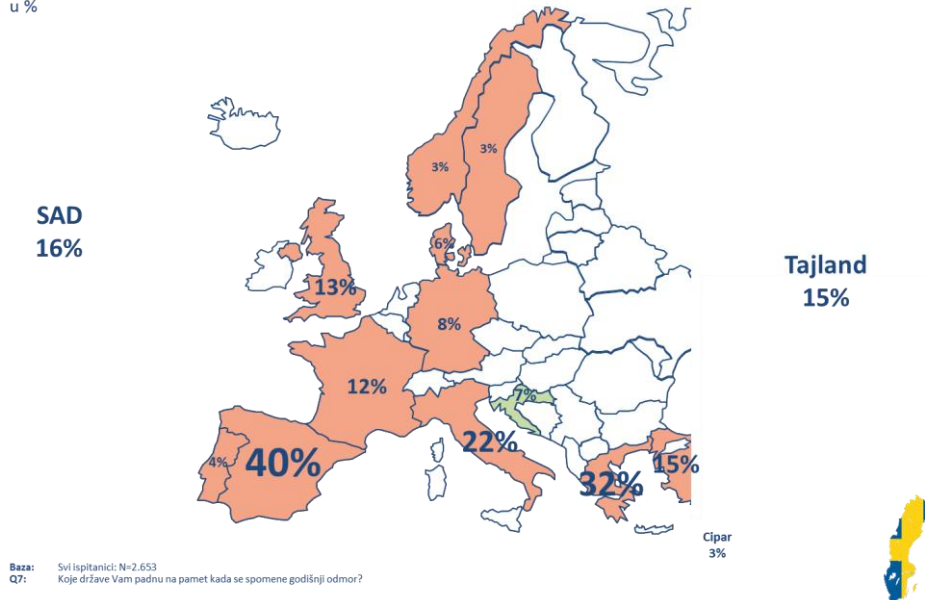 u %
3%
3%
SAD
16%
6%
13%
Tajland
15%
8%
12%
7%
22%
4%
40%
32%
15%
Cipar
3%
Baza: Svi ispitanici: N=2.653
Q7: Koje države Vam padnu na pamet kada se spomene godišnji odmor?